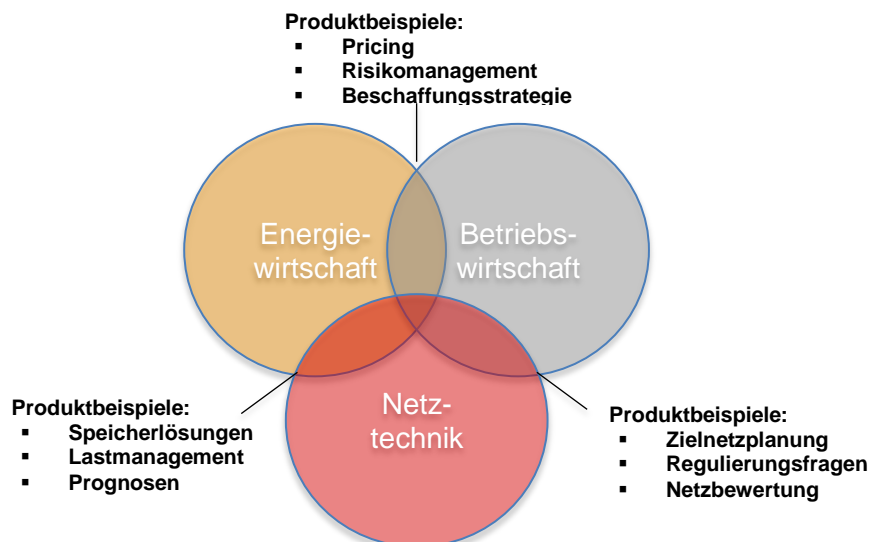 Produktbeispiele:
▪ Pricing
▪ Risikomanagement
▪ Beschaffungsstrategie
Energie-
wirtschaft
Betriebs-
wirtschaft
Netz-
technik
Produktbeispiele:
▪ Speicherlösungen
▪ Lastmanagement
▪ Prognosen
Produktbeispiele:
▪ Zielnetzplanung
▪ Regulierungsfragen
▪ Netzbewertung